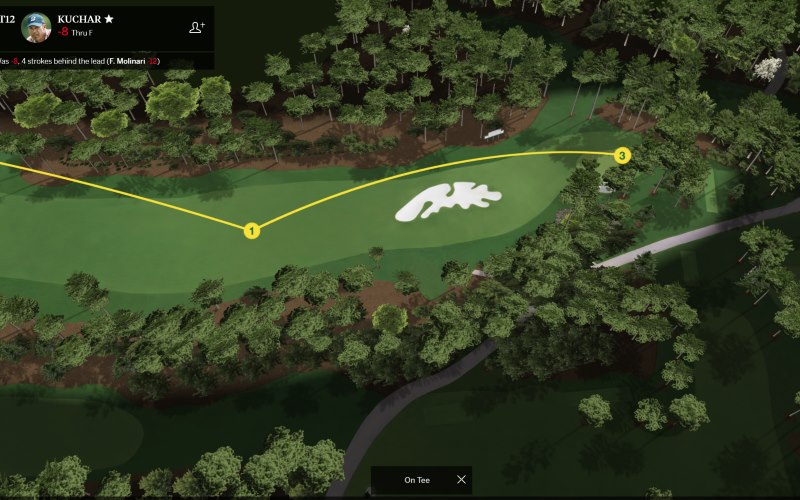 T12
KUCHAR ★
-8 Thru F
Was -8, 4 strokes behind the lead (F. Molinari -12)
3
1
On Tee